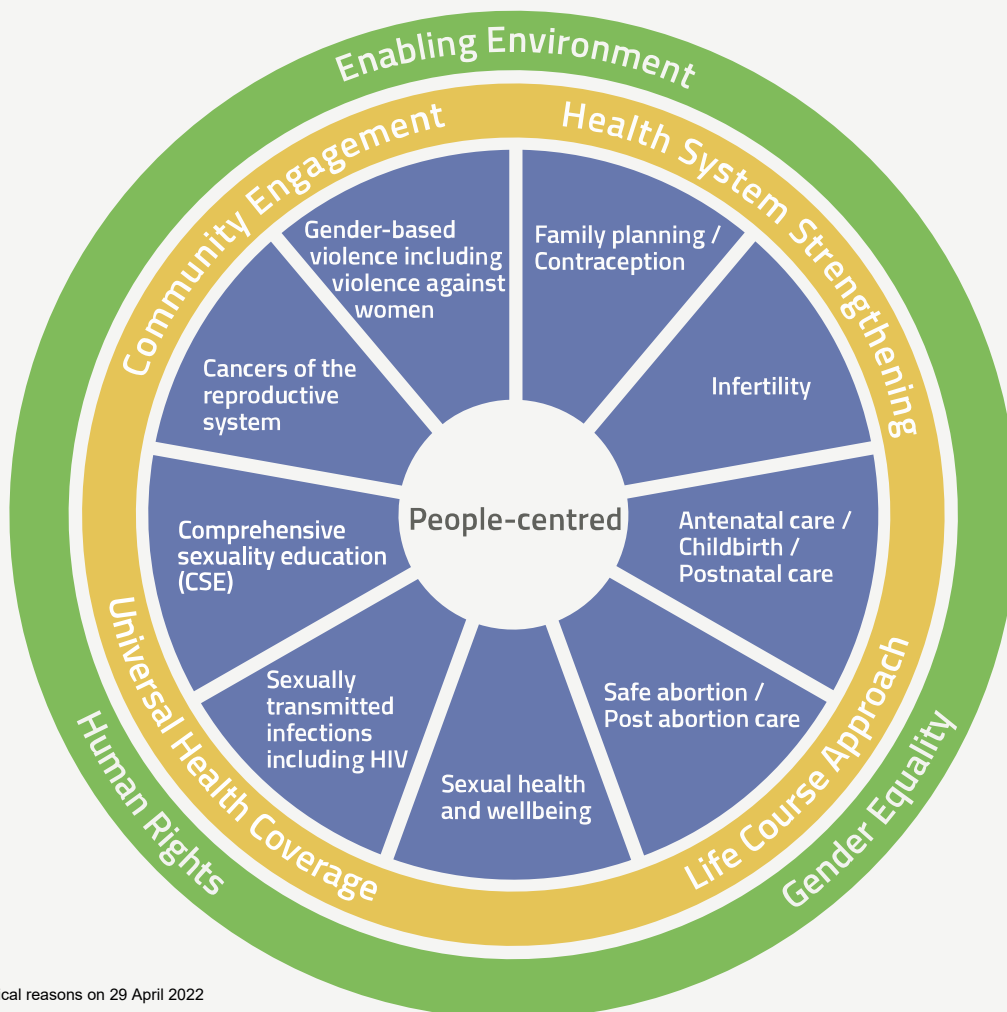 Enabling Environment
Community Engagement
Health System Strengthening
Gender-based
violence including
violence against
women
Family planning /
Contraception
Cancers of the
reproductive
system
Infertility
People-centred
Comprehensive
sexuality education
(CSE)
Antenatal care /
Childbirth /
Postnatal care
Sexually
transmitted
infections
including HIV
Safe abortion /
Post abortion care
Sexual health
and wellbeing
Universal Health Coverage
Life Course Approach
Human Rights
Gender Equality
ical reasons on 29 April 2022